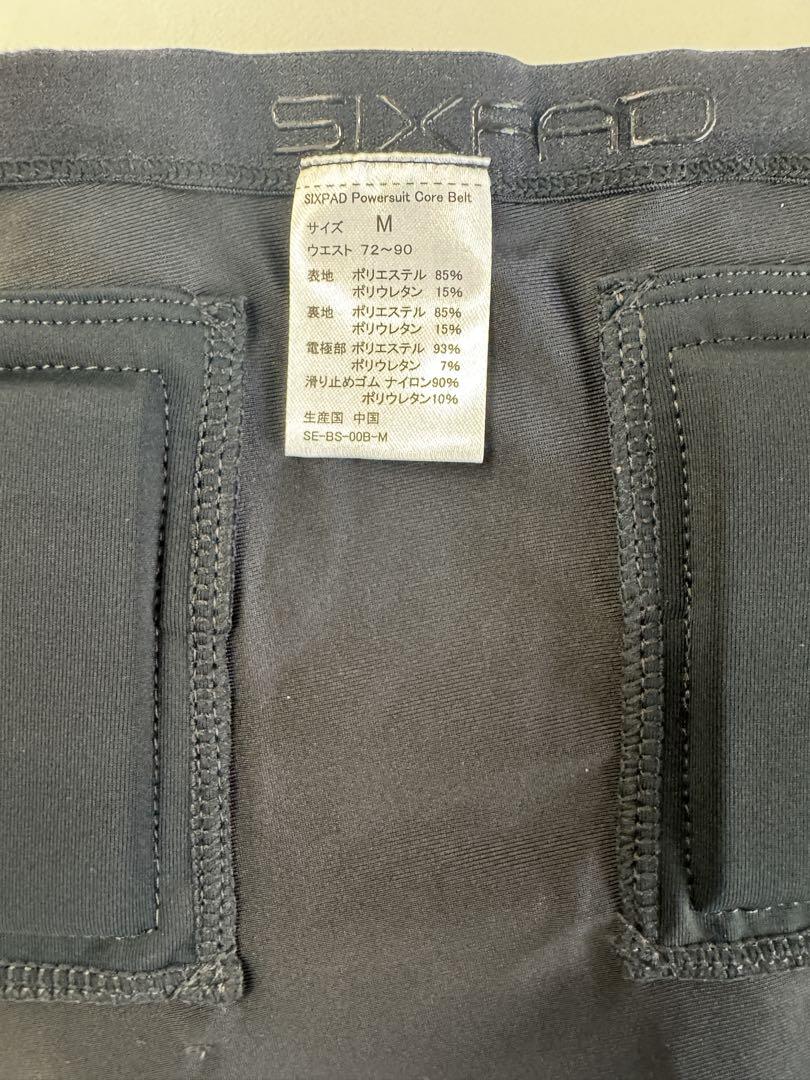 SIXPAD
SIXPAD Powersuit Core Belt
サイズ M
ウエスト 72〜90
表地 ポリエステル 85%
ポリウレタン 15%
裏地 ポリエステル 85%
ポリウレタン 15%
電極部 ポリエステル 93%
ポリウレタン 7%
滑り止めゴム ナイロン90%
ポリウレタン10%
生産国 中国
SE-BS-00B-M